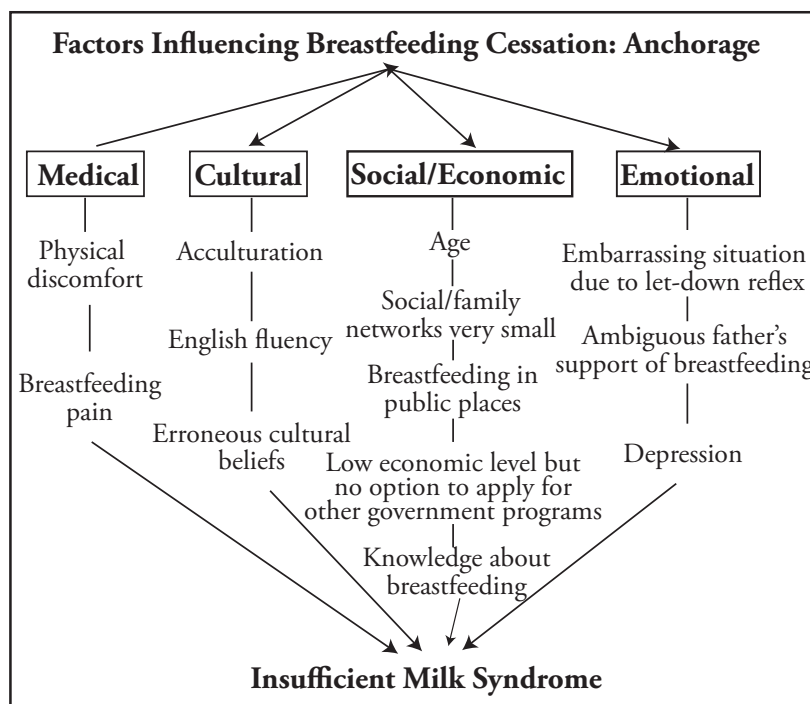 Factors Influencing Breastfeeding Cessation: Anchorage
Medical
Cultural
Social/Economic
Emotional
Physical
discomfort
Breastfeeding
pain
Acculturation
English fluency
Erroneous cultural
beliefs
Age
Social/family
networks very small
Breastfeeding in
public places
Low economic level but
no option to apply for
other government programs
Knowledge about
breastfeeding
Embarrassing situation
due to let-down reflex
Ambiguous father's
support of breastfeeding
Depression
Insufficient Milk Syndrome